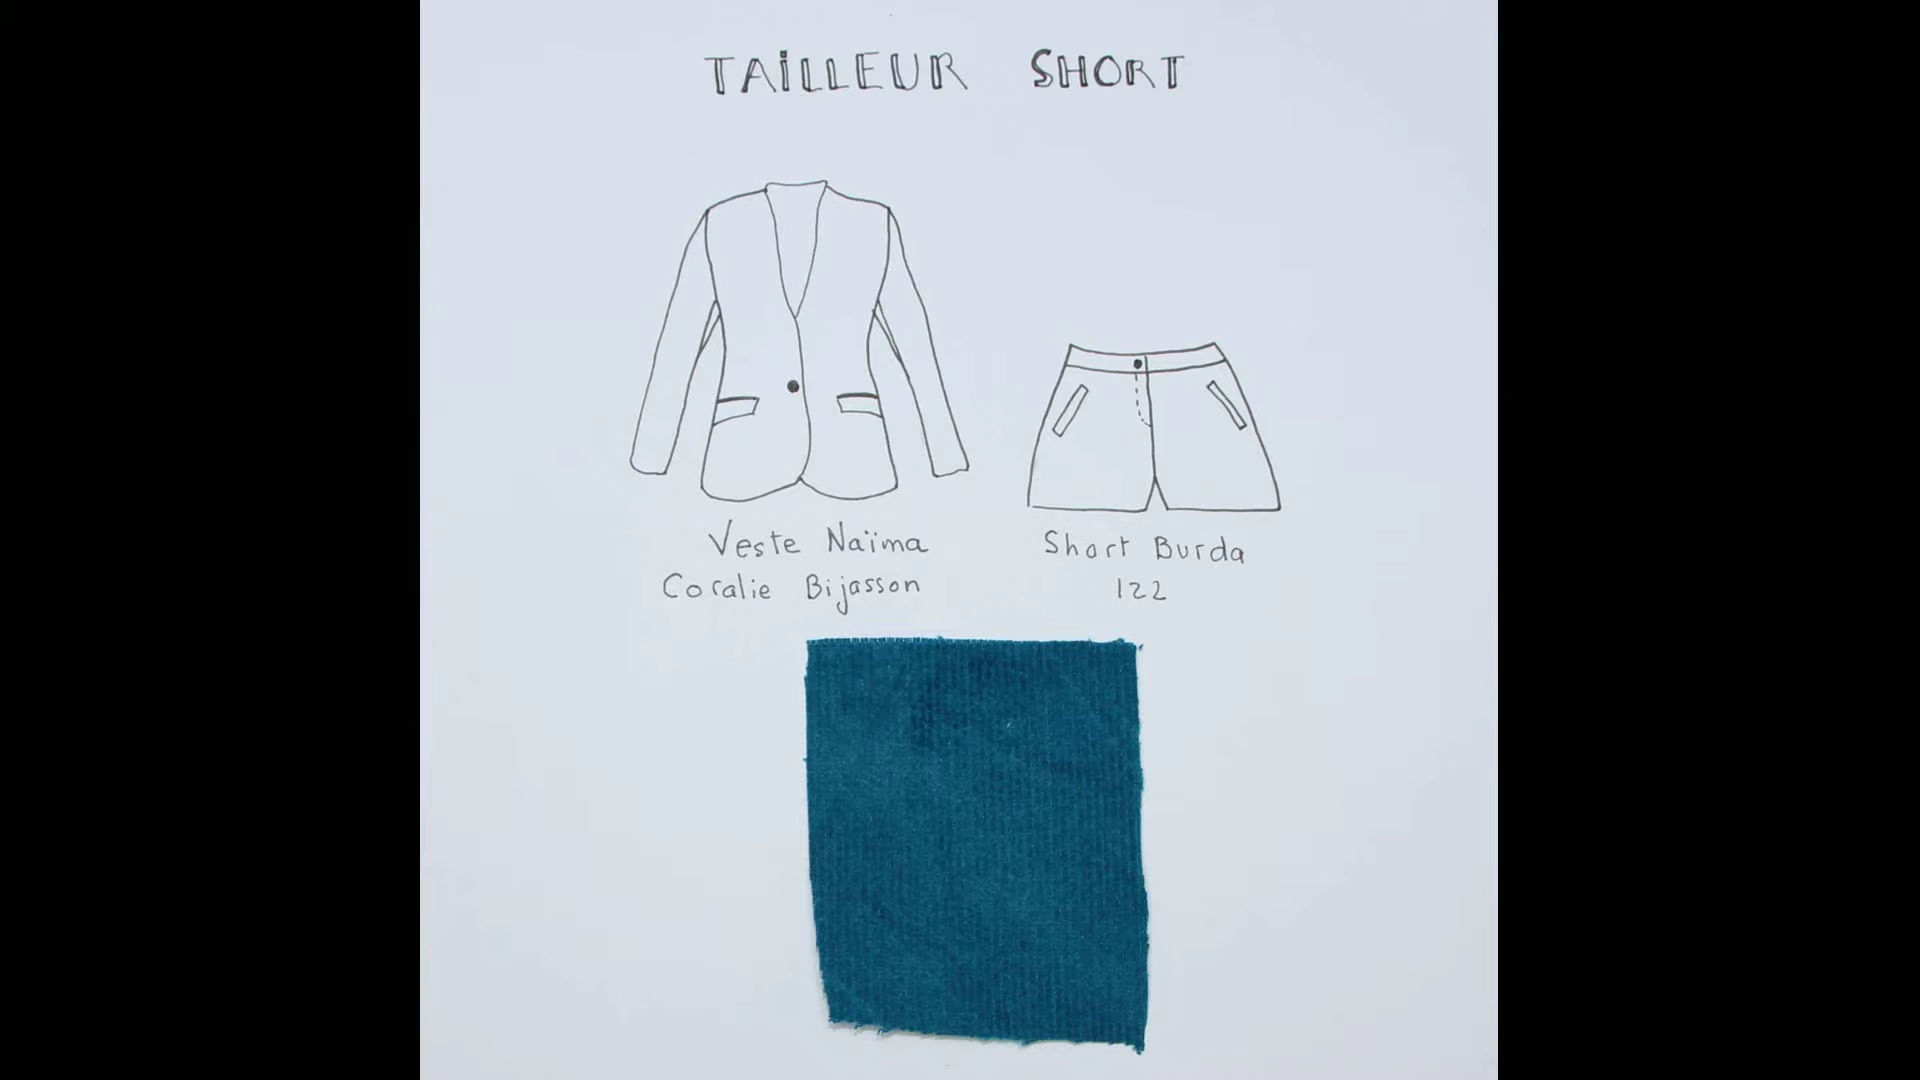 TAILLEUR SHORT
Veste Naïma
Coralie Bijasson
Short Burda
122